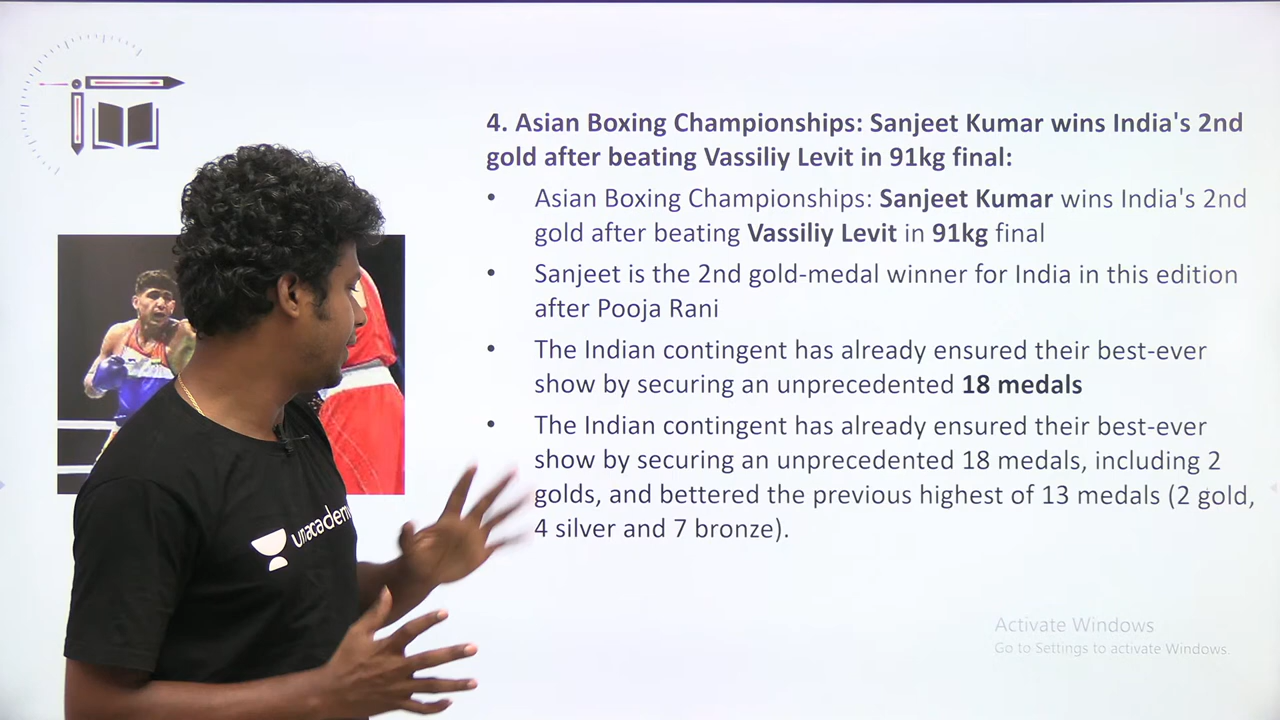 4. Asian Boxing Championships: Sanjeet Kumar wins India's 2nd
gold after beating Vassiliy Levit in 91kg final:
• Asian Boxing Championships: Sanjeet Kumar wins India's 2nd
gold after beating Vassiliy Levit in 91kg final
• Sanjeet is the 2nd gold-medal winner for India in this edition
after Pooja Rani
• The Indian contingent has already ensured their best-ever
show by securing an unprecedented 18 medals
• The Indian contingent has already ensured their best-ever
show by securing an unprecedented 18 medals, including 2
golds, and bettered the previous highest of 13 medals (2 gold,
4 silver and 7 bronze).
unacademy
Activate Windows
Go to Settings to activate Windows.